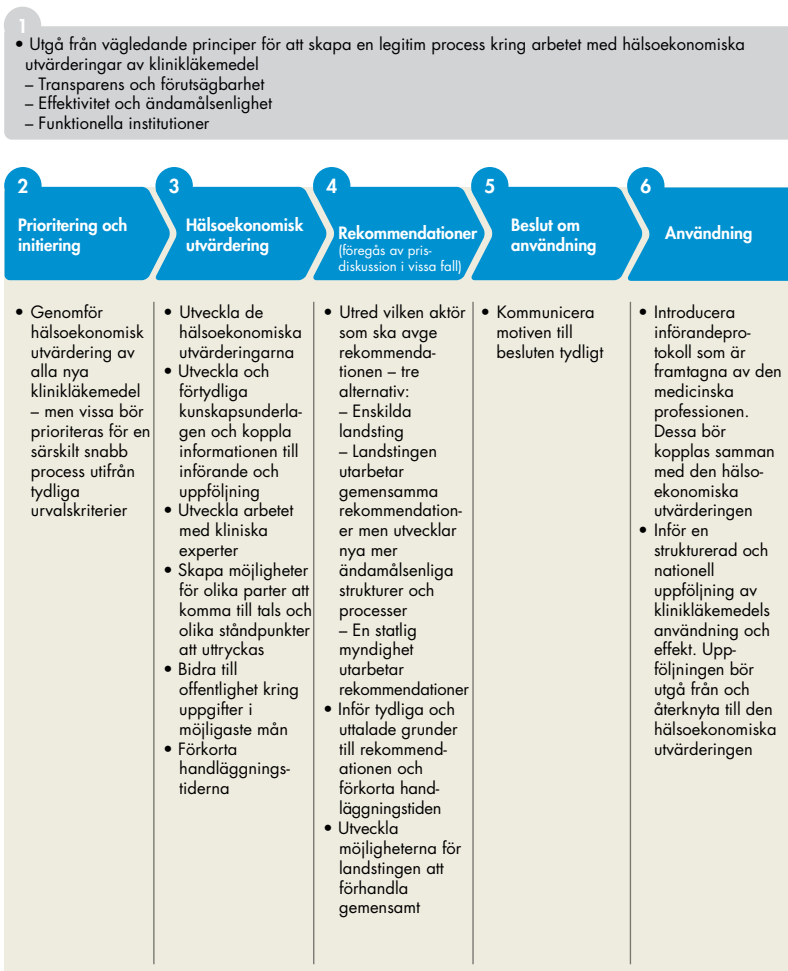 1
• Utgå från vägledande principer för att skapa en legitim process kring arbetet med hälsoekonomiska
utvärderingar av klinikläkemedel
– Transparens och förutsägbarhet
– Effektivitet och ändamålsenlighet
– Funktionella institutioner
2
Prioritering och
initiering
3
Hälsoekonomisk
utvärdering
4
Rekommendationer
(föregås av pris-
diskussion i vissa fall)
5
Beslut om
användning
6
Användning
• Genomför
hälsoekonomisk
utvärdering av
alla nya
klinikläkemedel
– men vissa bör
prioriteras för en
särskilt snabb
process utifrån
tydliga
urvalskriterier
• Utveckla de
hälsoekonomiska
utvärderingarna
• Utveckla och
förtydliga
kunskapsunderla-
gen och koppla
informationen till
införande och
uppföljning
• Utveckla arbetet
med kliniska
experter
• Skapa möjligheter
för olika parter att
komma till tals och
olika ståndpunkter
att uttryckas
• Bidra till
offentlighet kring
uppgifter i
möjligaste mån
• Förkorta
handläggnings-
tiderna
• Utred vilken aktör
som ska avge
rekommenda-
tionen – tre
alternativ:
– Enskilda
landsting
– Landstingen
utarbetar
gemensamma
rekommendation-
er men utvecklar
nya mer
ändamålsenliga
strukturer och
processer
– En statlig
myndighet
utarbetar
rekommendationer
• Inför tydliga och
uttalade grunder
till rekommend-
ationen och
förkorta hand-
läggningstiden
• Utveckla
möjligheterna för
landstingen att
förhandla
gemensamt
• Kommunicera
motiven till
besluten tydligt
• Introducera
införandepro-
tokoll som är
framtagna av den
medicinska
professionen.
Dessa bör
kopplas samman
med den hälso-
ekonomiska
utvärderingen
• Inför en
strukturerad och
nationell
uppföljning av
klinikläkemedels
användning och
effekt. Upp-
följningen bör
utgå från och
återknyta till den
hälsoekonomiska
utvärderingen